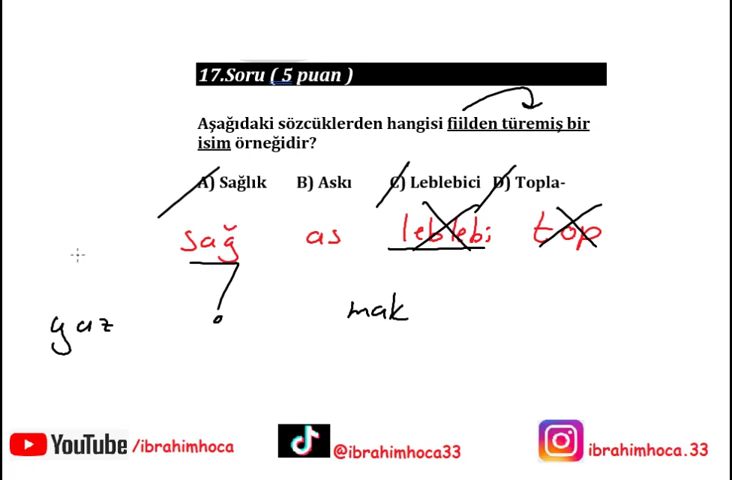 17.Soru ( 5 puan )
Aşağıdaki sözcüklerden hangisi fiilden türemiş bir
isim örneğidir?
A) Sağlık B) Askı C) Leblebici D) Topla-
sağ as leblebi top
yaz ? mak
YouTube /ibrahimhoca @ibrahimhoca33 ibrahimhoca.33